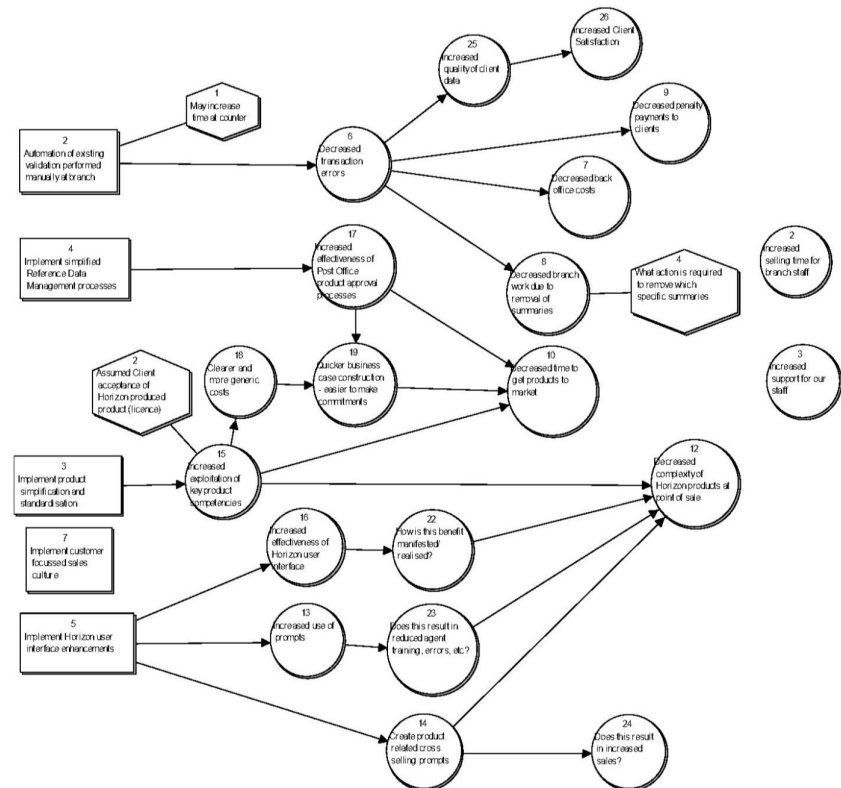 26
Increased Client
Satisfaction
25
Increased
quality of client
data
1
May increase
time at counter
9
Decreased penalty
payments to
clients
2
Automation of existing
validation performed
manually at branch
6
Decreased
transaction
errors
7
Decreased back
office costs
17
Increased
effectiveness of
Post Office
product approval
processes
2
Increased
selling time for
branch staff
4
Implement simplified
Reference Data
Management processes
8
Decreased branch
work due to
removal of
summaries
4
What action is required
to remove which
specific summaries
2
Assumed Client
acceptance of
Horizon produced
product (licence)
18
Clearer and
more generic
costs
19
Quicker business
case construction
- easier to make
commitments
10
Decreased time to
get products to
market
3
Increased
support for our
staff
3
Implement product
simplification and
standardisation
15
Increased
exploitation of
key product
competencies
12
Decreased
complexity of
Horizon products at
point of sale
7
Implement customer
focussed sales
culture
16
Increased
effectiveness of
Horizon user
interface
22
How is this benefit
manifested/
realised?
5
Implement Horizon user
interface enhancements
13
Increased use of
prompts
23
Does this result in
reduced agent
training, errors, etc?
14
Create product
related cross
selling prompts
24
Does this result
in increased
sales?